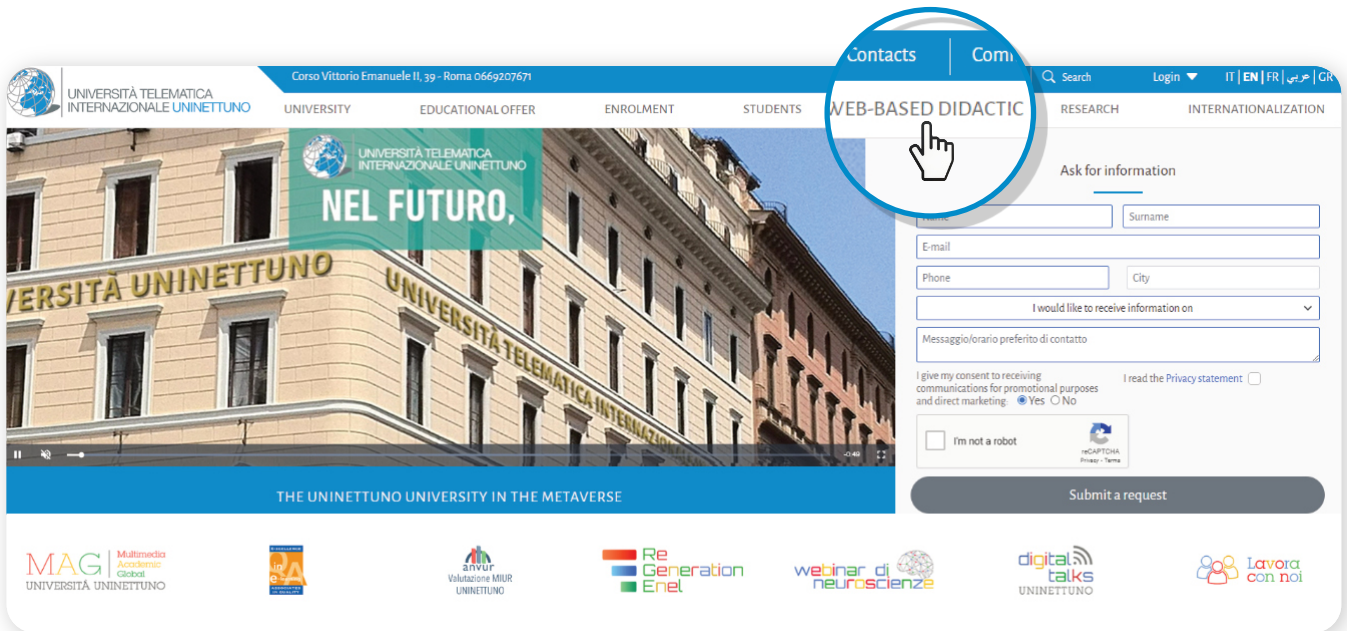 Contacts
Corso Vittorio Emanuele II, 39 - Roma 0669207671
Search
Login
IT | EN | FR | عربي | GR
UNIVERSITÀ TELEMATICA
INTERNAZIONALE UNINETTUNO
UNIVERSITY
EDUCATIONAL OFFER
ENROLMENT
STUDENTS
WEB-BASED DIDACTIC
RESEARCH
INTERNATIONALIZATION
UNIVERSITÀ TELEMATICA
INTERNAZIONALE UNINETTUNO
NEL FUTURO,
VERSITÀ UNINETTUNO
UNIVERSITÀ TELEMATICA INTERNAZION
-0:49
THE UNINETTUNO UNIVERSITY IN THE METAVERSE
Ask for information
Name
Surname
E-mail
Phone
City
I would like to receive information on
Messaggio/orario preferito di contatto
I give my consent to receiving
communications for promotional purposes
and direct marketing: Yes No
I read the Privacy statement
I'm not a robot
reCAPTCHA
Privacy - Terms
Submit a request
MAG Multimedia
Academic
Global
UNIVERSITÀ UNINETTUNO
anvur
Valutazione MIUR
UNINETTUNO
Re
Generation
Enel
webinar di
neuroscienze
digital
talks
UNINETTUNO
Lavora
con noi